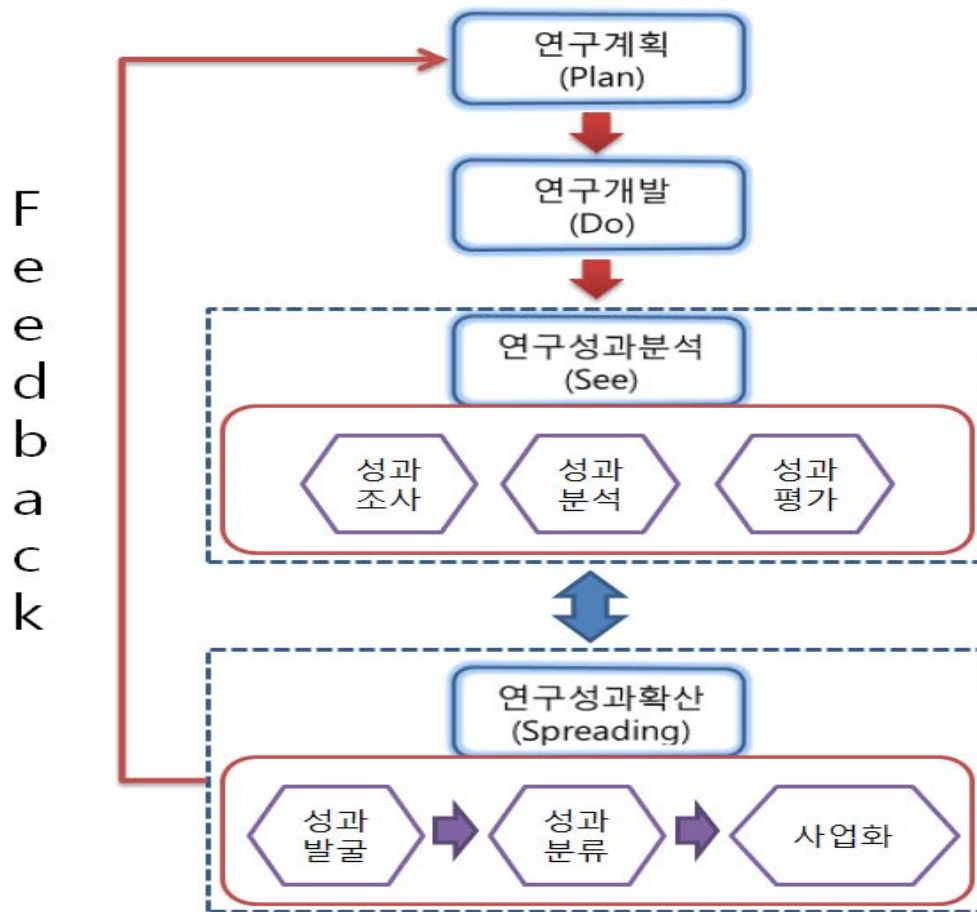 연구계획
(Plan)
연구개발
(Do)
Feedback
연구성과분석
(See)
성과
조사
성과
분석
성과
평가
연구성과확산
(Spreading)
성과
발굴
성과
분류
사업화